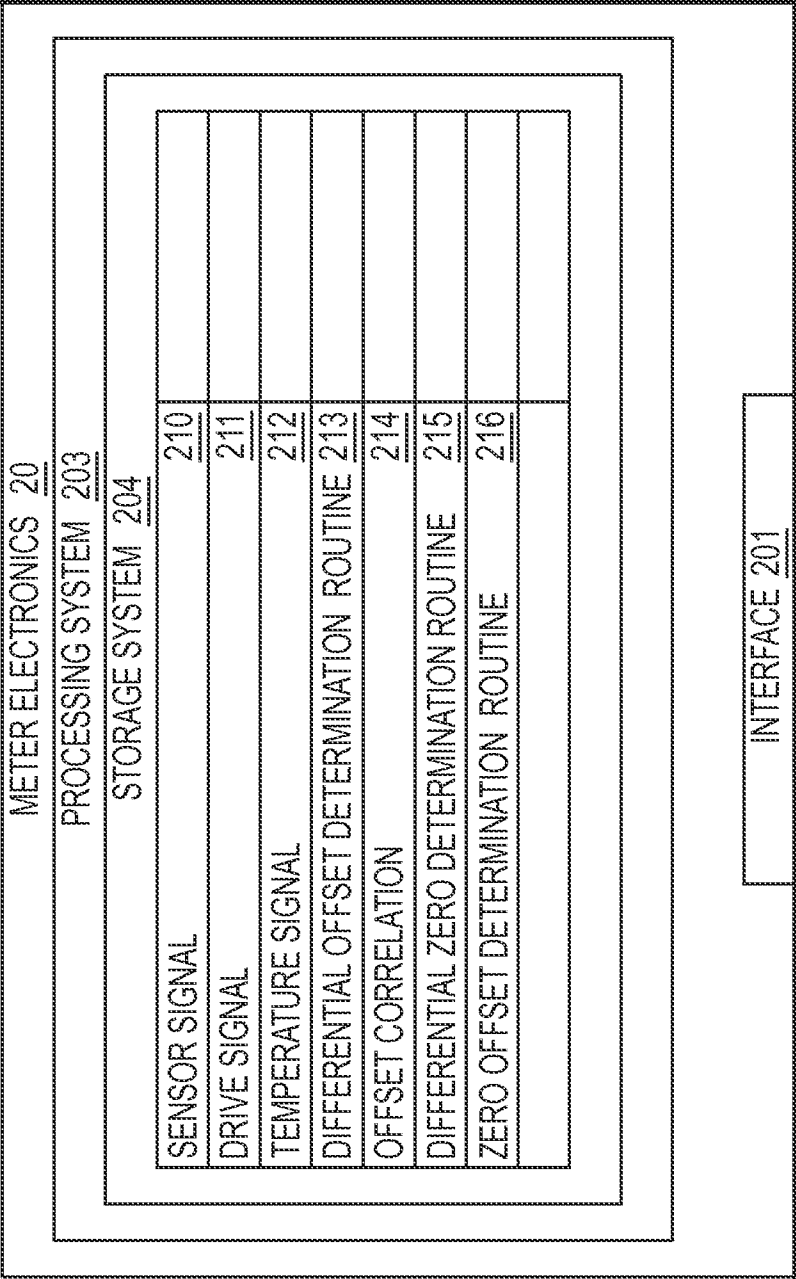 METER ELECTRONICS 20
PROCESSING SYSTEM 203
STORAGE SYSTEM 204
SENSOR SIGNAL 210
DRIVE SIGNAL 211
TEMPERATURE SIGNAL 212
DIFFERENTIAL OFFSET DETERMINATION ROUTINE 213
OFFSET CORRELATION 214
DIFFERENTIAL ZERO DETERMINATION ROUTINE 215
ZERO OFFSET DETERMINATION ROUTINE 216
INTERFACE 201